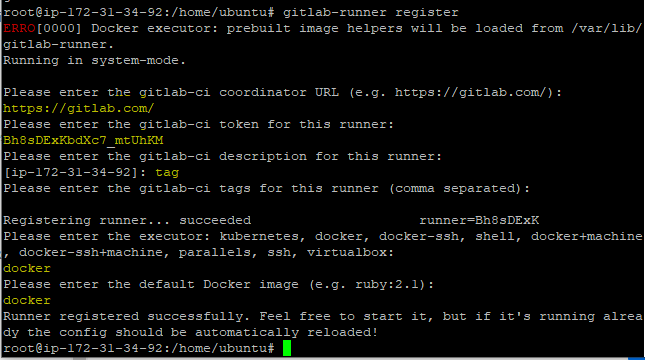 root@ip-172-31-34-92:/home/ubuntu# gitlab-runner register
ERRO[0000] Docker executor: prebuilt image helpers will be loaded from /var/lib/
gitlab-runner.
Running in system-mode.
Please enter the gitlab-ci coordinator URL (e.g. https://gitlab.com/):
https://gitlab.com/
Please enter the gitlab-ci token for this runner:
Bh8sDExKbdXc7_mtUhKM
Please enter the gitlab-ci description for this runner:
[ip-172-31-34-92]: tag
Please enter the gitlab-ci tags for this runner (comma separated):
Registering runner... succeeded                     runner=Bh8sDExK
Please enter the executor: kubernetes, docker, docker-ssh, shell, docker+machine
, docker-ssh+machine, parallels, ssh, virtualbox:
docker
Please enter the default Docker image (e.g. ruby:2.1):
docker
Runner registered successfully. Feel free to start it, but if it's running alrea
dy the config should be automatically reloaded!
root@ip-172-31-34-92:/home/ubuntu#